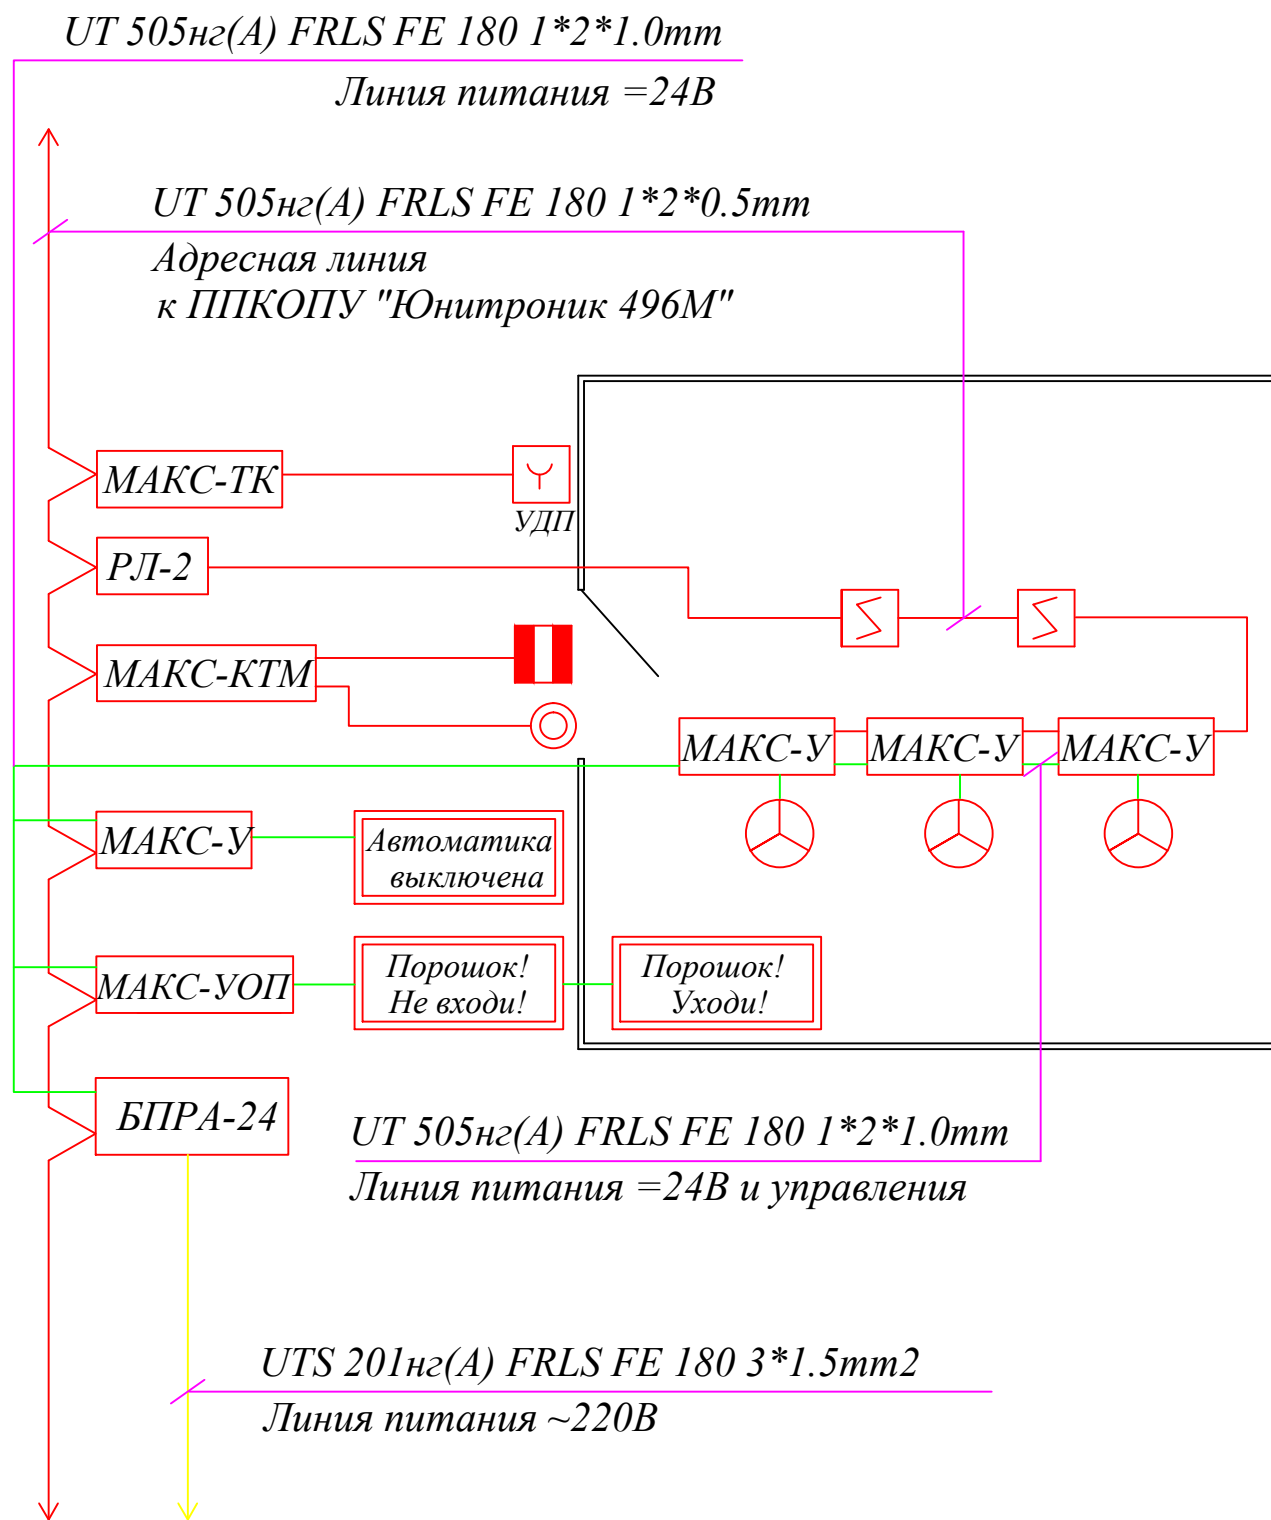 UT 505нг(А) FRLS FE 180 1*2*1.0mm
Линия питания =24В
UT 505нг(А) FRLS FE 180 1*2*0.5mm
Адресная линия
к ППКОПУ "Юнитроник 496М"
МАКС-ТК
УДП
РЛ-2
МАКС-КТМ
МАКС-У
МАКС-У
МАКС-У
МАКС-У
Автоматика
выключена
МАКС-УОП
Порошок!
Не входи!
Порошок!
Уходи!
БПРА-24
UT 505нг(А) FRLS FE 180 1*2*1.0mm
Линия питания =24В и управления
UTS 201нг(А) FRLS FE 180 3*1.5mm2
Линия питания ~220В